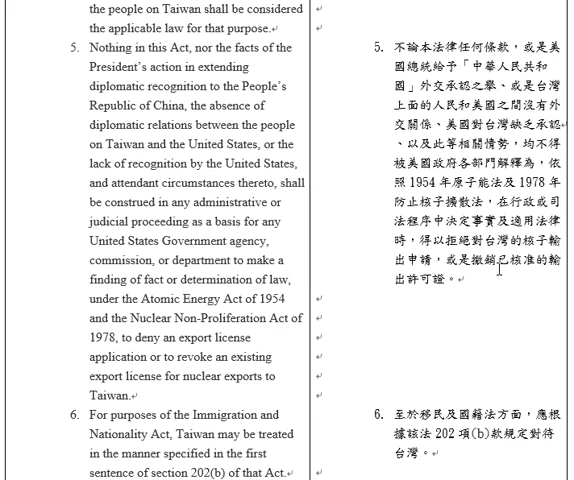 the people on Taiwan shall be considered
the applicable law for that purpose.
5. Nothing in this Act, nor the facts of the
President's action in extending
diplomatic recognition to the People's
Republic of China, the absence of
diplomatic relations between the people
on Taiwan and the United States, or the
lack of recognition by the United States,
and attendant circumstances thereto, shall
be construed in any administrative or
judicial proceeding as a basis for any
United States Government agency,
commission, or department to make a
finding of fact or determination of law,
under the Atomic Energy Act of 1954
and the Nuclear Non-Proliferation Act of
1978, to deny an export license
application or to revoke an existing
export license for nuclear exports to
Taiwan.
6. For purposes of the Immigration and
Nationality Act, Taiwan may be treated
in the manner specified in the first
sentence of section 202(b) of that Act.
5. 不論本法律任何條款，或是美
國總統給予「中華人民共和
國」外交承認之舉、或是台灣
上面的人民和美國之間沒有外
交關係、美國對台灣缺乏承認
、以及此等相關情勢，均不得
被美國政府各部門解釋為，依
照 1954 年原子能法及 1978 年
防止核子擴散法，在行政或司
法程序中決定事實及適用法律
時，得以拒絕對台灣的核子輸
出申請，或是撤銷已核准的輸
出許可證。
6. 至於移民及國籍法方面，應根
據該法 202 項(b)款規定對待
台灣。